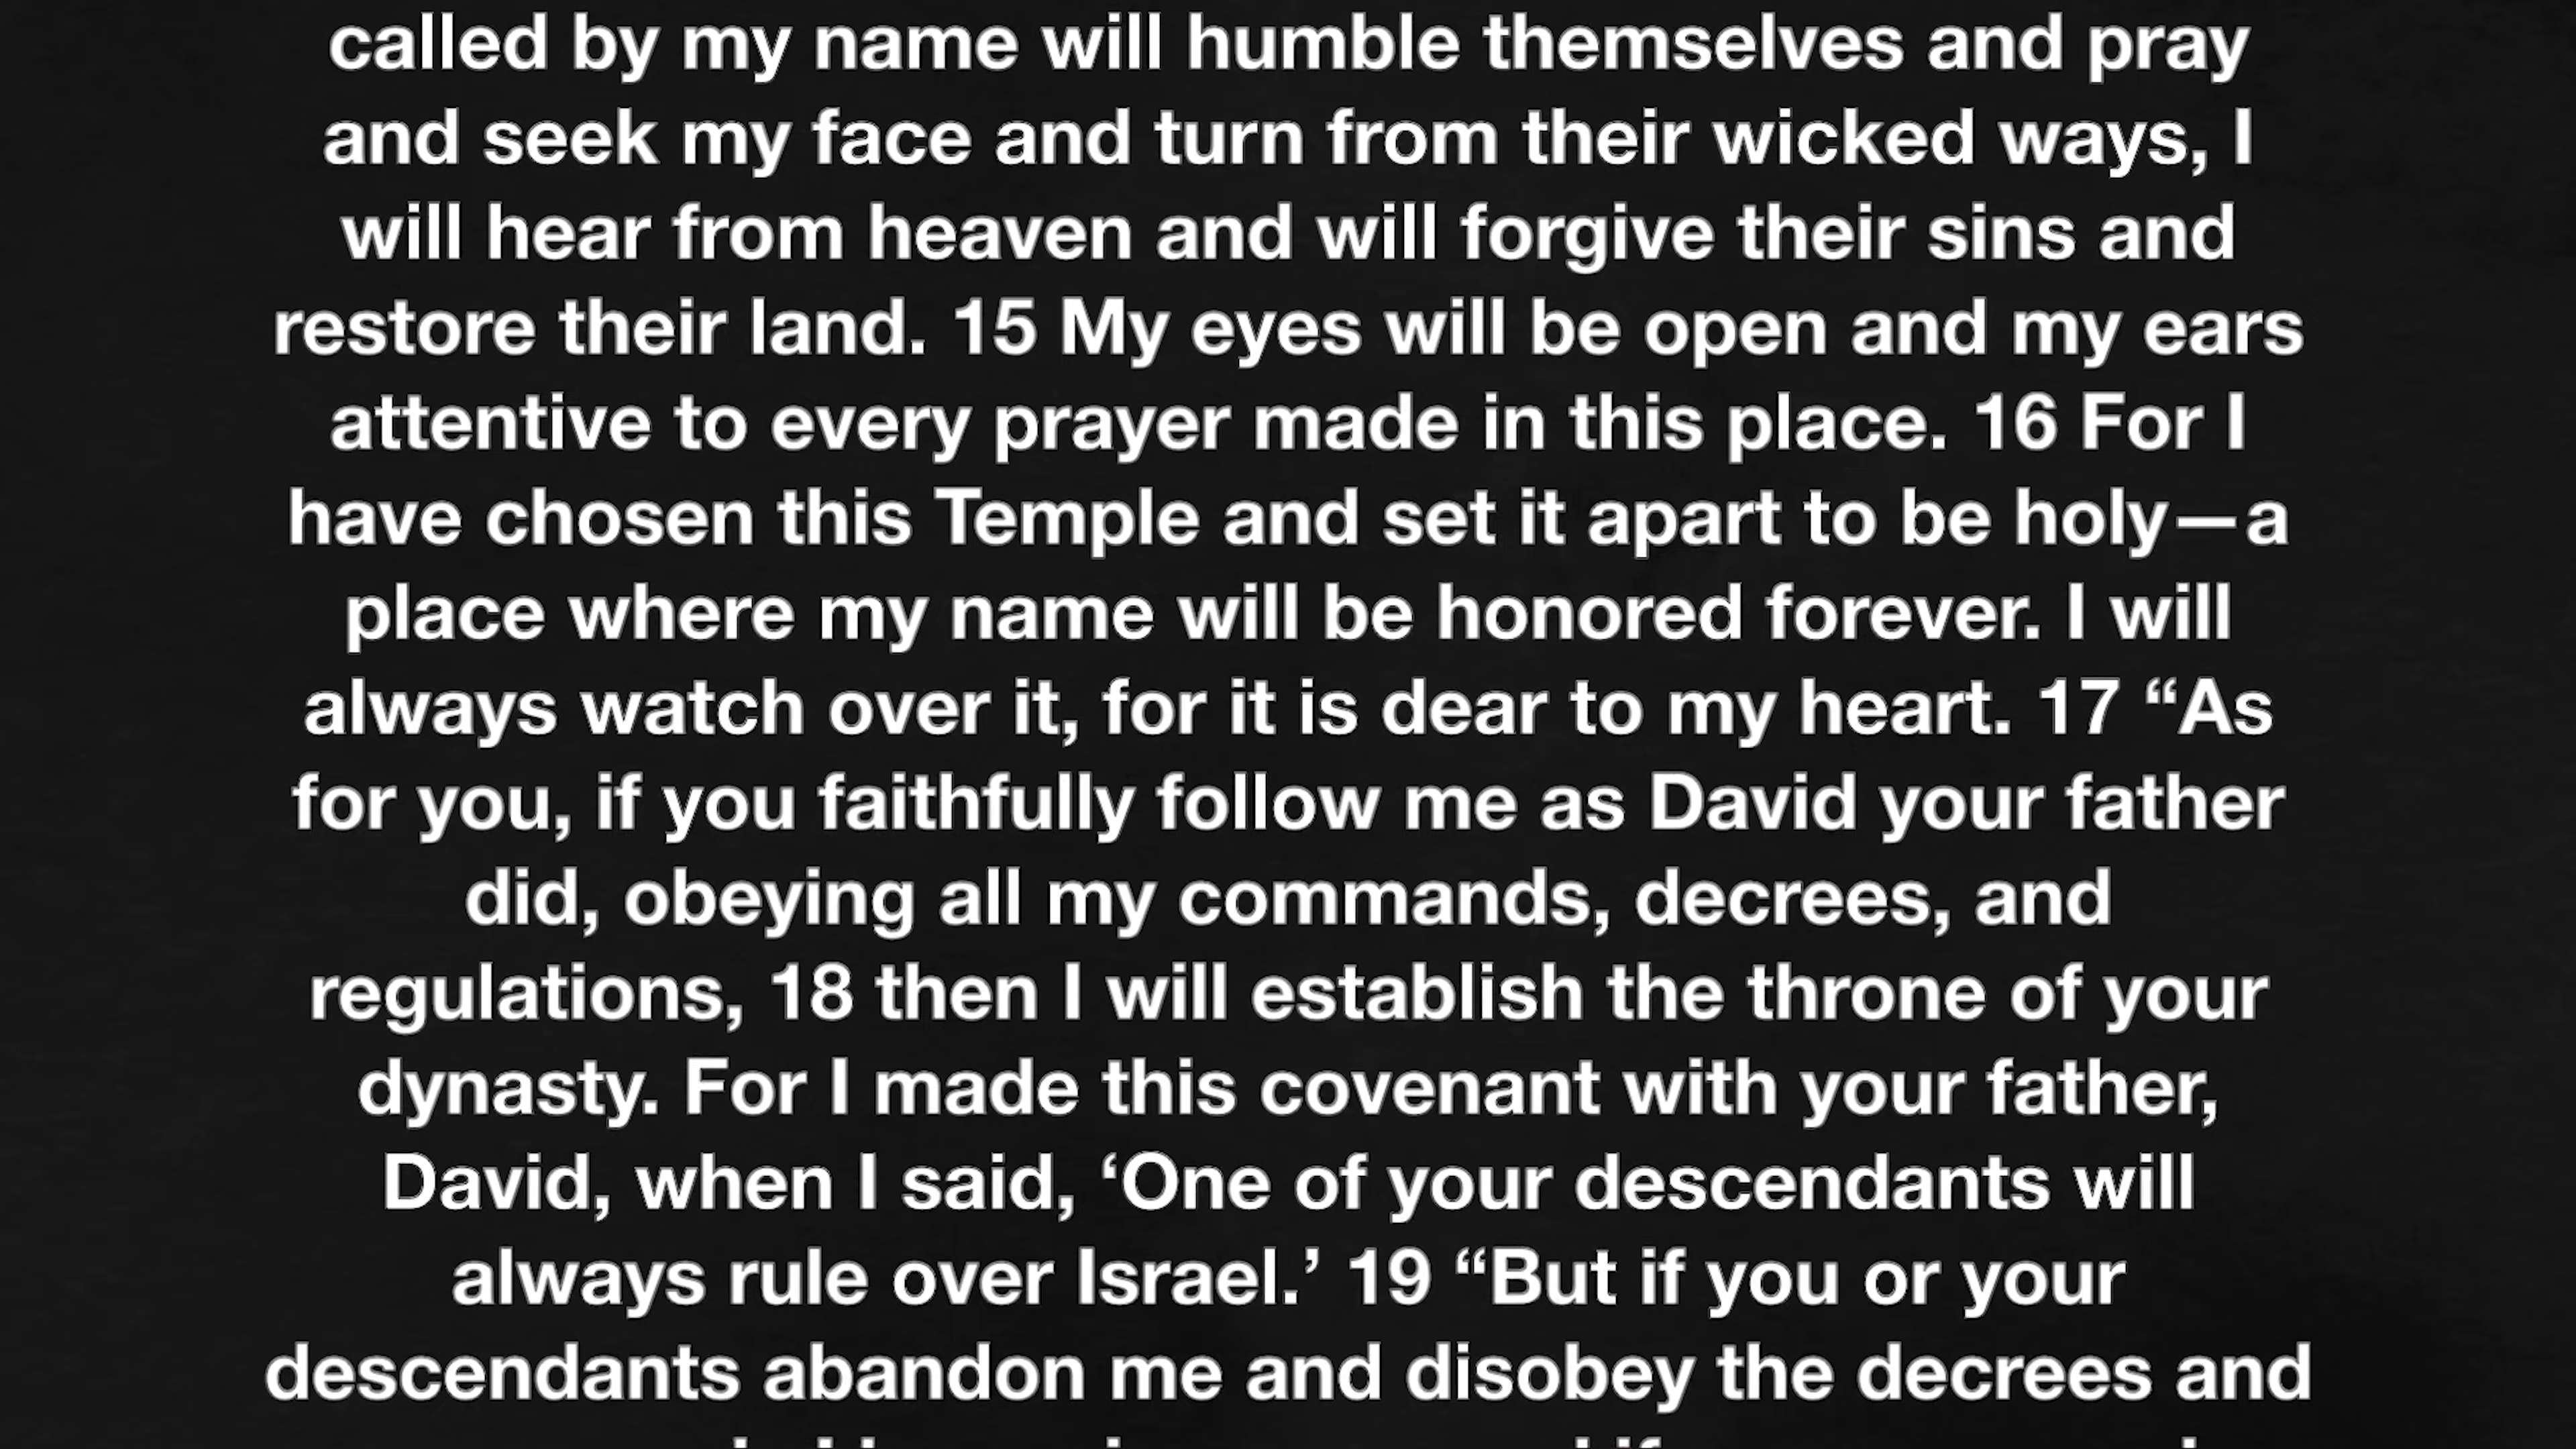 called by my name will humble themselves and pray
and seek my face and turn from their wicked ways, I
will hear from heaven and will forgive their sins and
restore their land. 15 My eyes will be open and my ears
attentive to every prayer made in this place. 16 For I
have chosen this Temple and set it apart to be holy—a
place where my name will be honored forever. I will
always watch over it, for it is dear to my heart. 17 “As
for you, if you faithfully follow me as David your father
did, obeying all my commands, decrees, and
regulations, 18 then I will establish the throne of your
dynasty. For I made this covenant with your father,
David, when I said, ‘One of your descendants will
always rule over Israel.’ 19 “But if you or your
descendants abandon me and disobey the decrees and